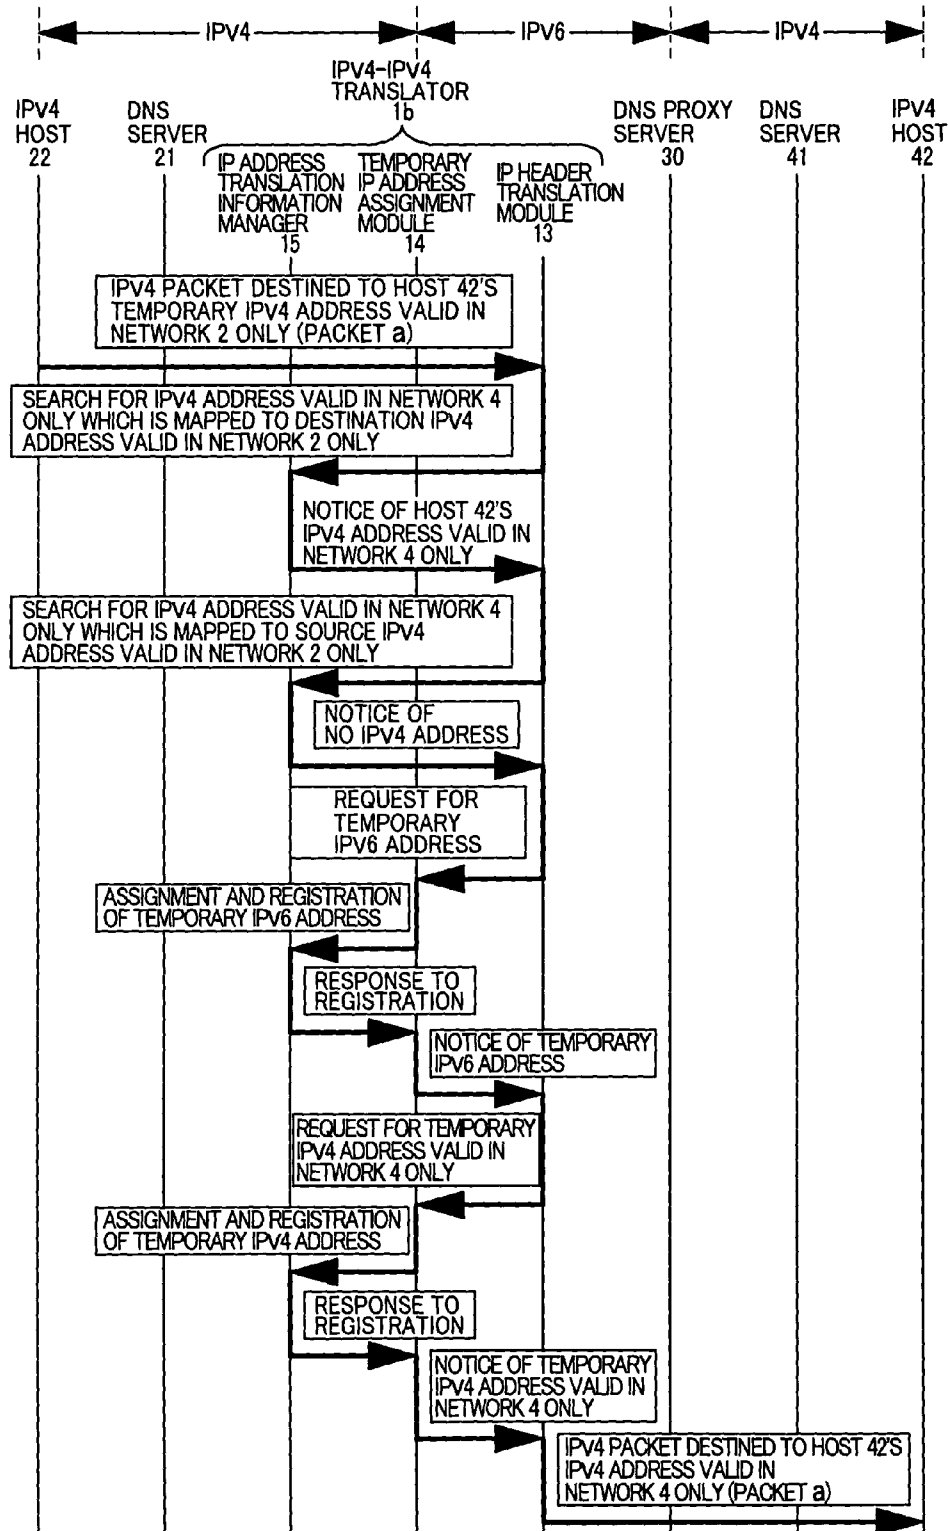 IPV4
IPV6
IPV4
IPV4-IPV4
TRANSLATOR
1b
IPV4
HOST
22
DNS
SERVER
21
DNS PROXY
SERVER
30
DNS
SERVER
41
IPV4
HOST
42
IP ADDRESS
TRANSLATION
INFORMATION
MANAGER
15
TEMPORARY
IP ADDRESS
ASSIGNMENT
MODULE
14
IP HEADER
TRANSLATION
MODULE
13
IPV4 PACKET DESTINED TO HOST 42'S
TEMPORARY IPV4 ADDRESS VALID IN
NETWORK 2 ONLY (PACKET a)
SEARCH FOR IPV4 ADDRESS VALID IN NETWORK 4
ONLY WHICH IS MAPPED TO DESTINATION IPV4
ADDRESS VALID IN NETWORK 2 ONLY
NOTICE OF HOST 42'S
IPV4 ADDRESS VALID IN
NETWORK 4 ONLY
SEARCH FOR IPV4 ADDRESS VALID IN NETWORK 4
ONLY WHICH IS MAPPED TO SOURCE IPV4
ADDRESS VALID IN NETWORK 2 ONLY
NOTICE OF
NO IPV4 ADDRESS
REQUEST FOR
TEMPORARY
IPV6 ADDRESS
ASSIGNMENT AND REGISTRATION
OF TEMPORARY IPV6 ADDRESS
RESPONSE TO
REGISTRATION
NOTICE OF TEMPORARY
IPV6 ADDRESS
REQUEST FOR TEMPORARY
IPV4 ADDRESS VALID IN
NETWORK 4 ONLY
ASSIGNMENT AND REGISTRATION
OF TEMPORARY IPV4 ADDRESS
RESPONSE TO
REGISTRATION
NOTICE OF TEMPORARY
IPV4 ADDRESS VALID IN
NETWORK 4 ONLY
IPV4 PACKET DESTINED TO HOST 42'S
IPV4 ADDRESS VALID IN
NETWORK 4 ONLY (PACKET a)